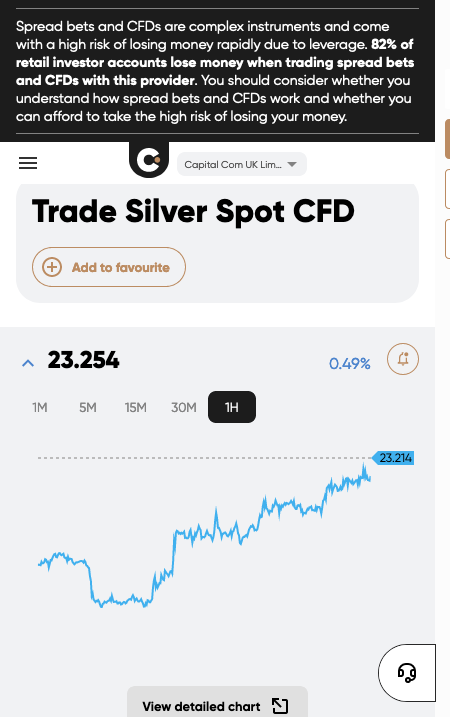 Spread bets and CFDs are complex instruments and come
with a high risk of losing money rapidly due to leverage. 82% of
retail investor accounts lose money when trading spread bets
and CFDs with this provider. You should consider whether you
understand how spread bets and CFDs work and whether you
can afford to take the high risk of losing your money.
Capital Com UK Lim...
Trade Silver Spot CFD
Add to favourite
23.254
0.49%
1M 5M 15M 30M 1H
23.214
View detailed chart